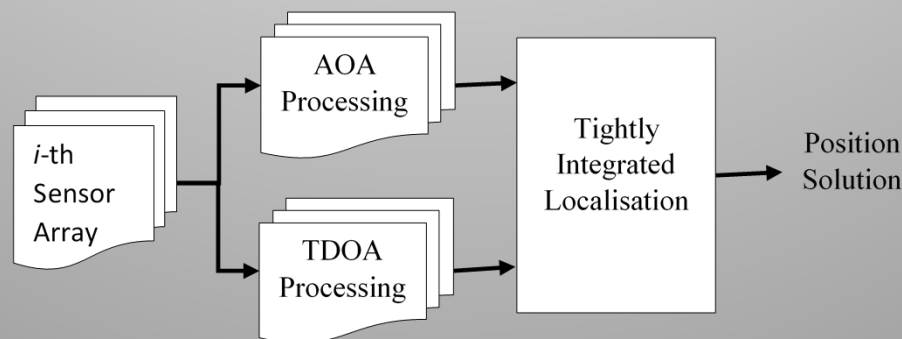 i-th
Sensor
Array
AOA
Processing
TDOA
Processing
Tightly
Integrated
Localisation
Position
Solution